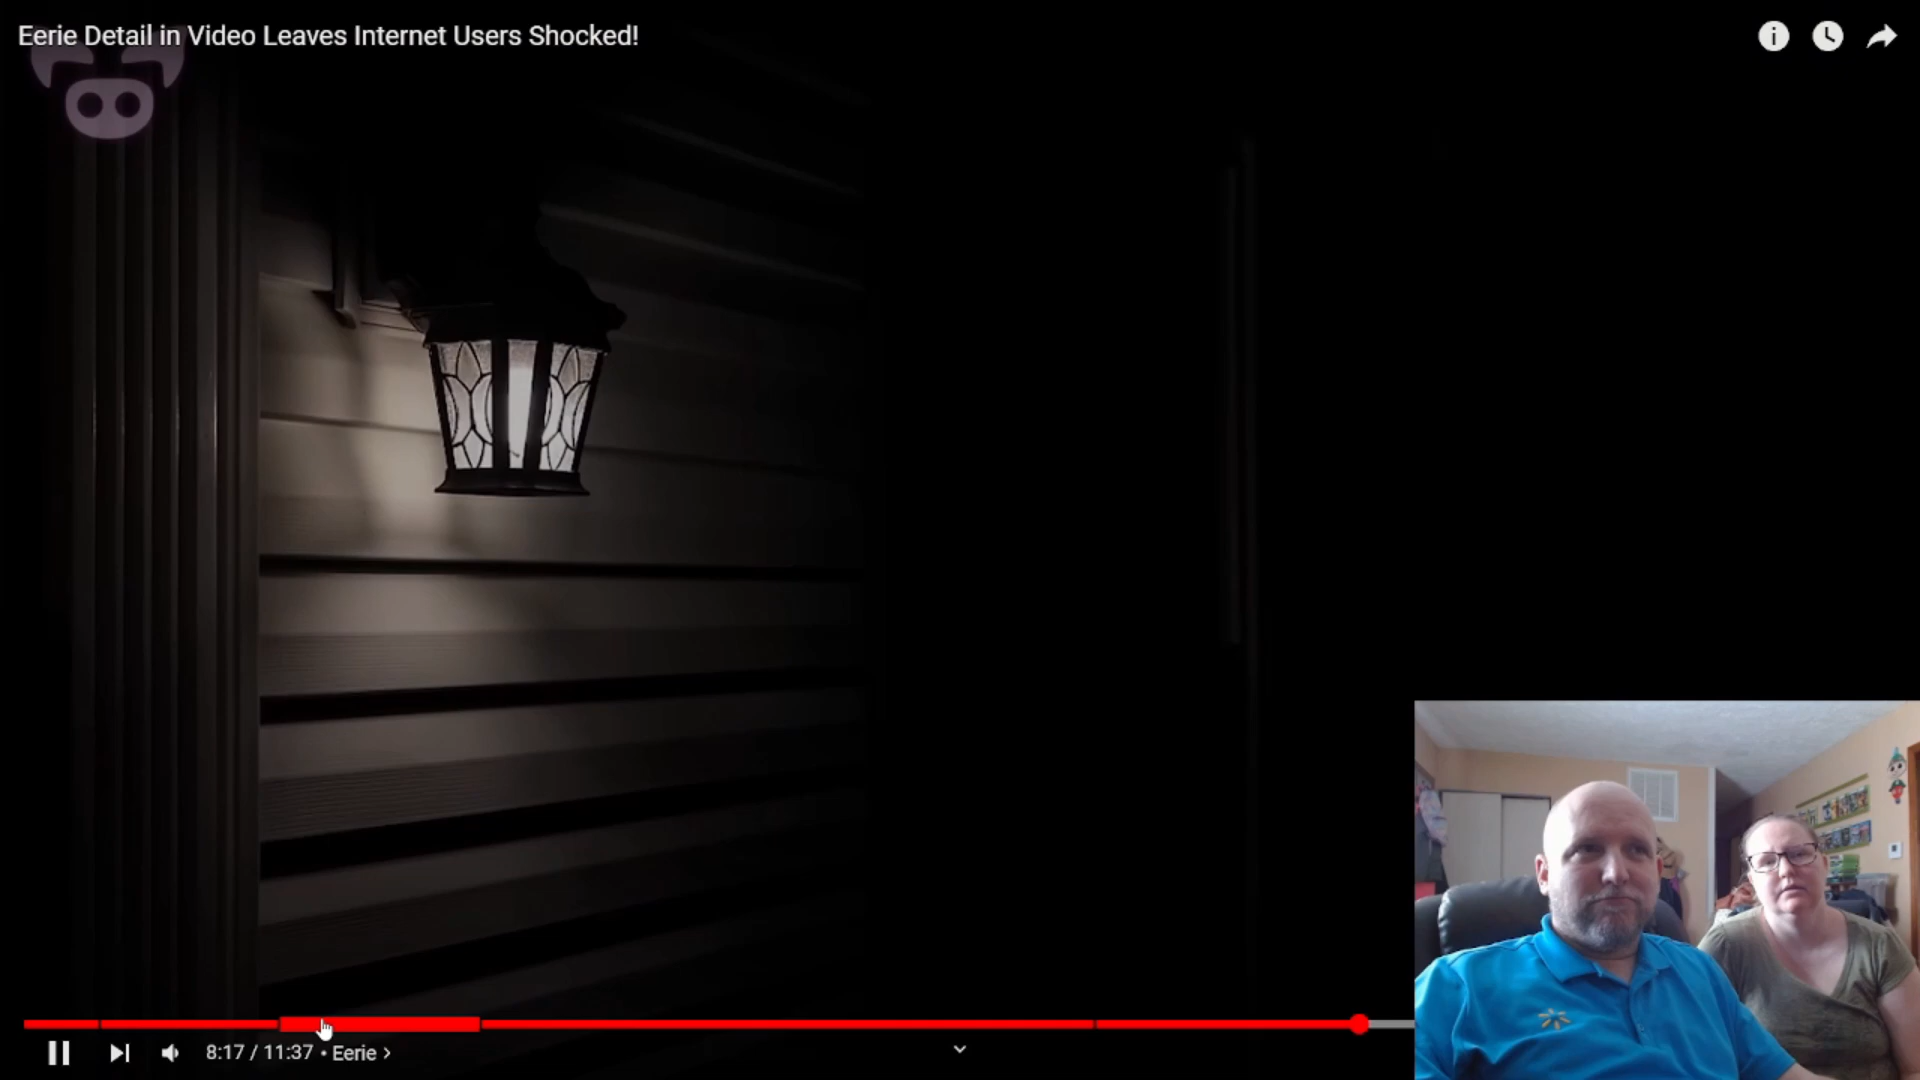 Eerie Detail in Video Leaves Internet Users Shocked!
8:17 / 11:37 • Eerie >